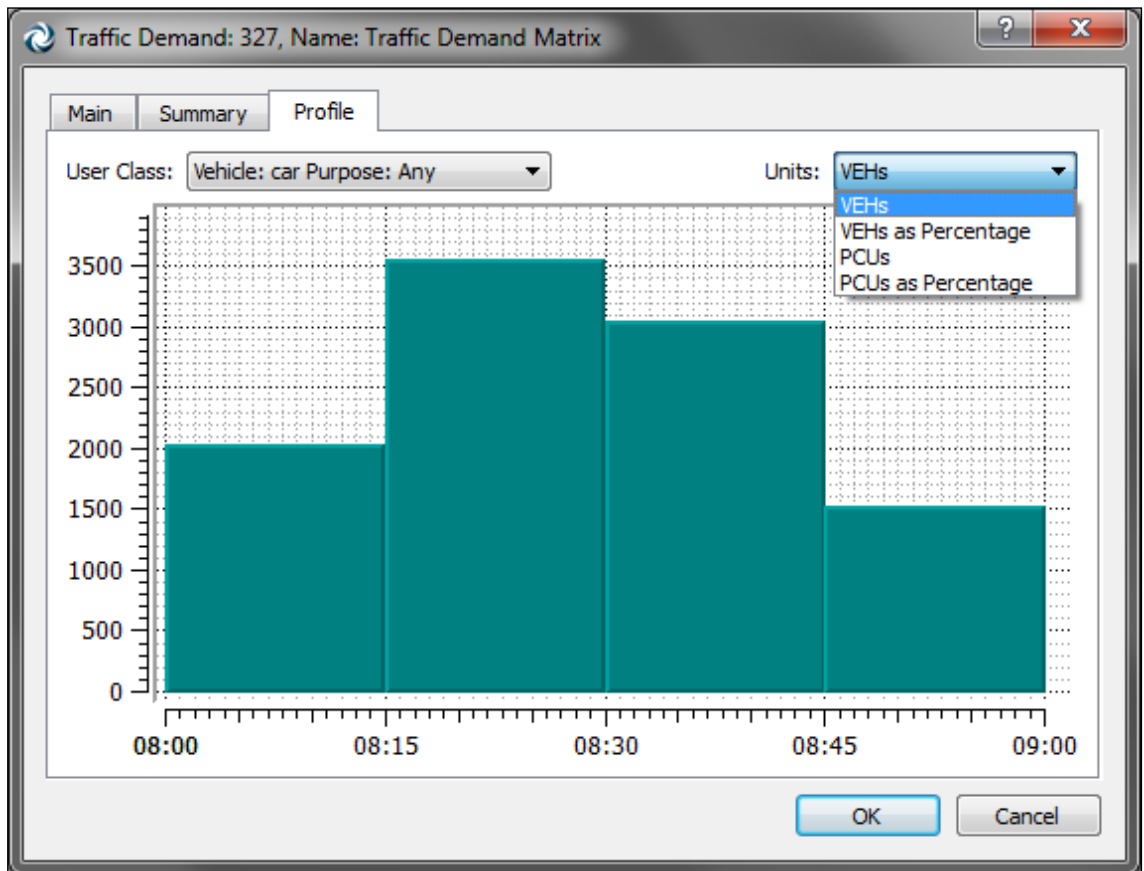 Traffic Demand: 327, Name: Traffic Demand Matrix
? X
Main Summary Profile
User Class: Vehicle: car Purpose: Any Units: VEHs
VEHs
VEHs as Percentage
PCUs
PCUs as Percentage
3500
3000
2500
2000
1500
1000
500
0
08:00 08:15 08:30 08:45 09:00
OK Cancel